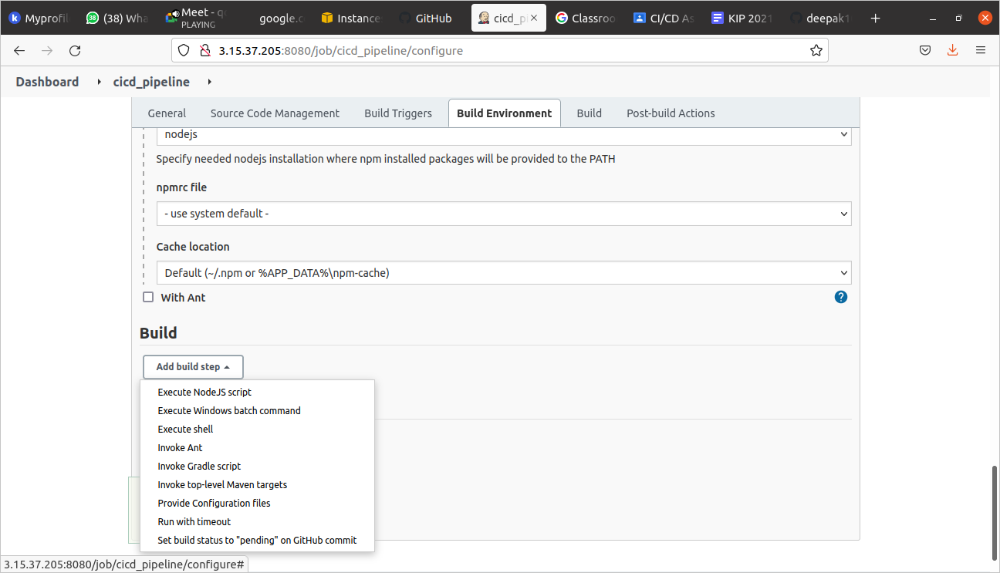 Myprofil
(38) Wha
Meet - q
PLAYING
google.c
Instance
GitHub
cicd_pi
Classroo
CI/CD As
KIP 2021
deepak1
3.15.37.205:8080/job/cicd_pipeline/configure
Dashboard
cicd_pipeline
General
Source Code Management
Build Triggers
Build Environment
Build
Post-build Actions
nodejs
Specify needed nodejs installation where npm installed packages will be provided to the PATH
npmrc file
- use system default -
Cache location
Default (~/.npm or %APP_DATA%\npm-cache)
With Ant
?
Build
Add build step
Execute NodeJS script
Execute Windows batch command
Execute shell
Invoke Ant
Invoke Gradle script
Invoke top-level Maven targets
Provide Configuration files
Run with timeout
Set build status to "pending" on GitHub commit
3.15.37.205:8080/job/cicd_pipeline/configure#